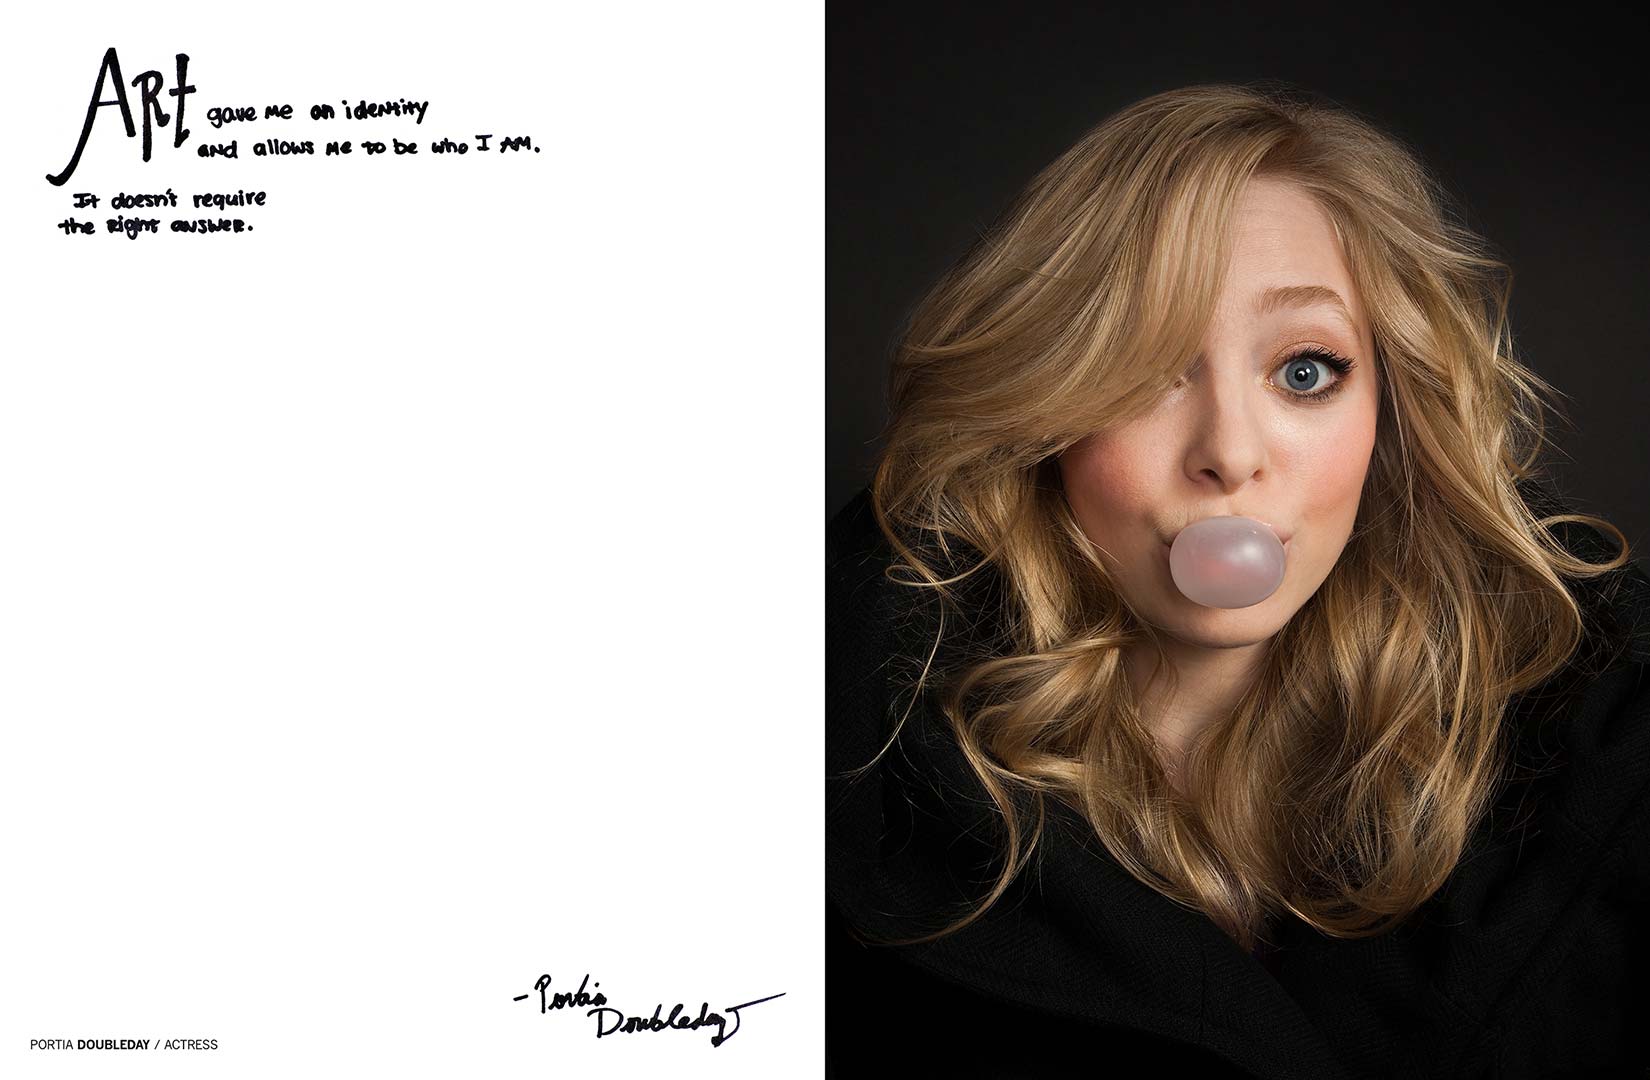 ART gave me an identity
and allows me to be who I AM.
It doesn't require
the right answer.
- Portia
Doubleday
PORTIA DOUBLEDAY / ACTRESS